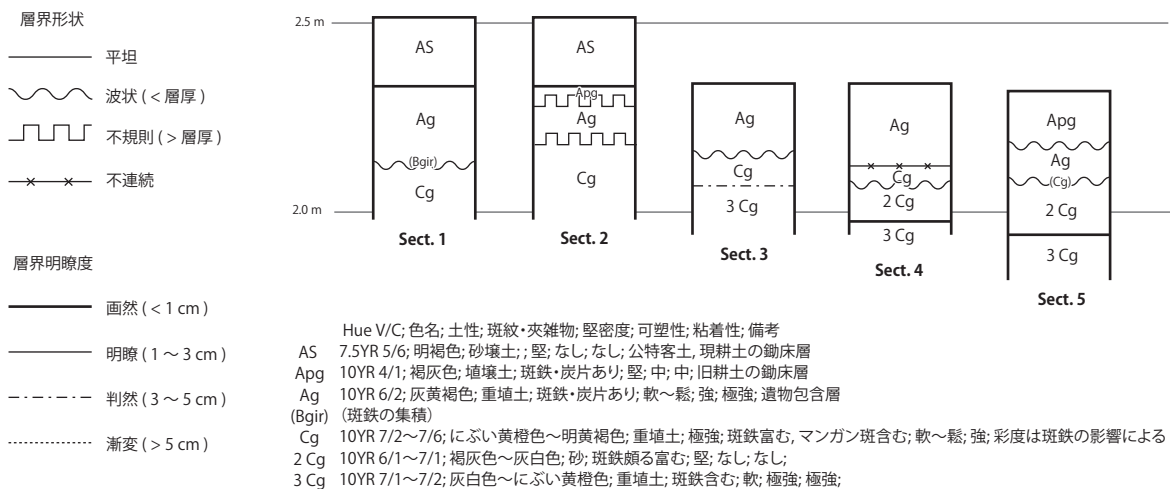 層界形状
平坦
波状 ( < 層厚 )
不規則 ( > 層厚 )
不連続
層界明瞭度
画然 ( < 1 cm )
明瞭 ( 1 〜 3 cm )
判然 ( 3 〜 5 cm )
漸変 ( > 5 cm )
2.5 m
2.0 m
AS
Ag
(Bgir)
Cg
Sect. 1
AS
Apg
Ag
Cg
Sect. 2
Ag
Cg
3 Cg
Sect. 3
Ag
Cg
2 Cg
3 Cg
Sect. 4
Apg
Ag
(Cg)
2 Cg
3 Cg
Sect. 5
Hue V/C; 色名; 土性; 斑紋・夾雑物; 堅密度; 可塑性; 粘着性; 備考
AS 7.5YR 5/6; 明褐色; 砂壌土; ; 堅; なし; なし; 公特客土, 現耕土の鋤床層
Apg 10YR 4/1; 褐灰色; 埴壌土; 斑鉄・炭片あり; 堅; 中; 中; 旧耕土の鋤床層
Ag 10YR 6/2; 灰黄褐色; 重埴土; 斑鉄・炭片あり; 軟〜鬆; 強; 極強; 遺物包含層
(Bgir) (斑鉄の集積)
Cg 10YR 7/2〜7/6; にぶい黄橙色〜明黄褐色; 重埴土; 極強; 斑鉄富む, マンガン斑含む; 軟〜鬆; 強; 彩度は斑鉄の影響による
2 Cg 10YR 6/1〜7/1; 褐灰色〜灰白色; 砂; 斑鉄頗る富む; 堅; なし; なし;
3 Cg 10YR 7/1〜7/2; 灰白色〜にぶい黄橙色; 重埴土; 斑鉄含む; 軟; 極強; 極強;